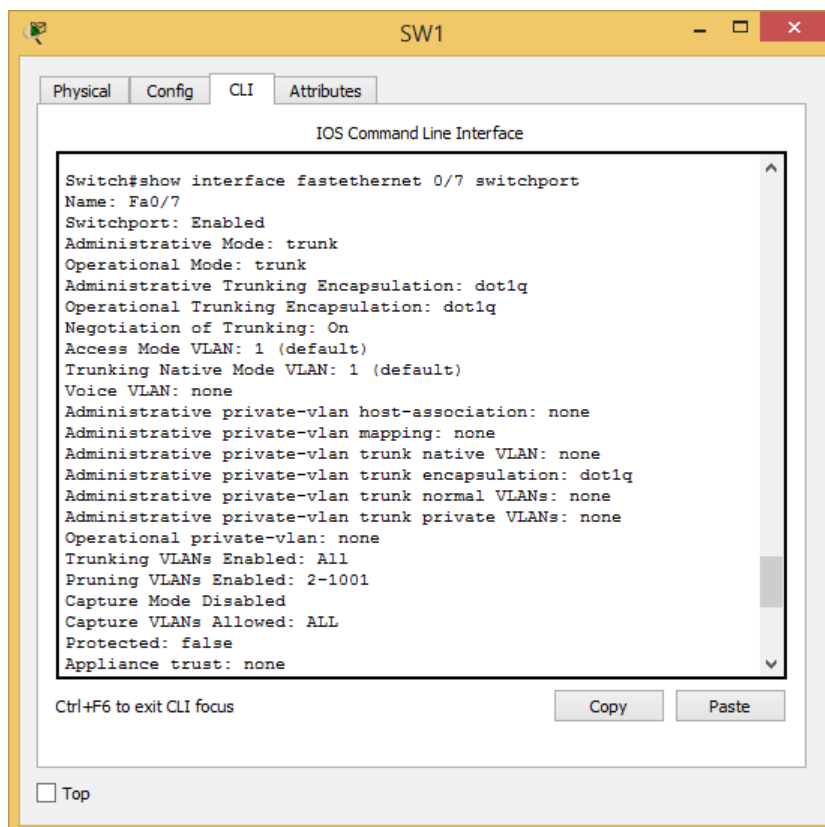 SW1
Physical Config CLI Attributes
IOS Command Line Interface
Switch#show interface fastethernet 0/7 switchport
Name: Fa0/7
Switchport: Enabled
Administrative Mode: trunk
Operational Mode: trunk
Administrative Trunking Encapsulation: dot1q
Operational Trunking Encapsulation: dot1q
Negotiation of Trunking: On
Access Mode VLAN: 1 (default)
Trunking Native Mode VLAN: 1 (default)
Voice VLAN: none
Administrative private-vlan host-association: none
Administrative private-vlan mapping: none
Administrative private-vlan trunk native VLAN: none
Administrative private-vlan trunk encapsulation: dot1q
Administrative private-vlan trunk normal VLANs: none
Administrative private-vlan trunk private VLANs: none
Operational private-vlan: none
Trunking VLANs Enabled: All
Pruning VLANs Enabled: 2-1001
Capture Mode Disabled
Capture VLANs Allowed: ALL
Protected: false
Appliance trust: none
Ctrl+F6 to exit CLI focus
Copy Paste
Top